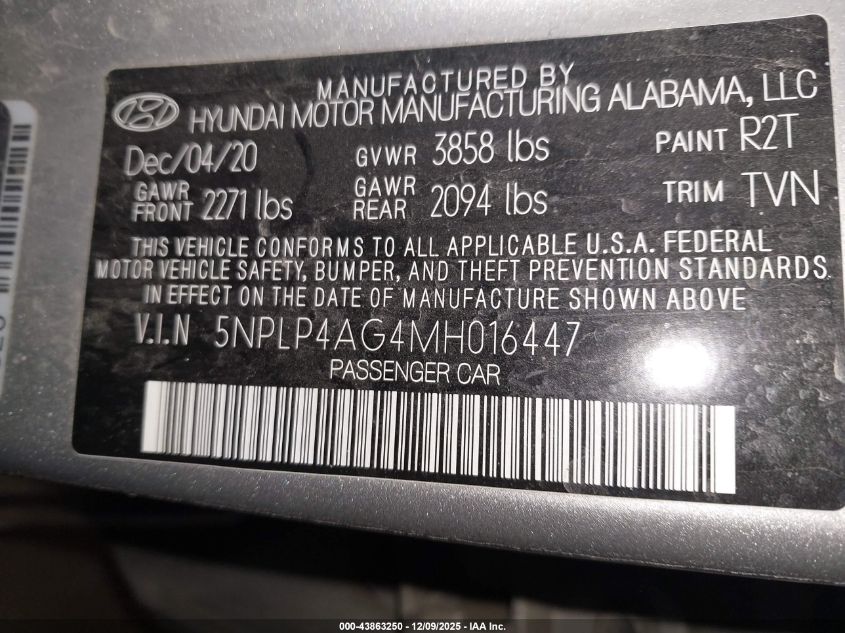 MANUFACTURED BY
HYUNDAI MOTOR MANUFACTURING ALABAMA, LLC
Dec/04/20 GVWR 3858 lbs PAINT R2T
GAWR FRONT 2271 lbs GAWR REAR 2094 lbs TRIM TVN
THIS VEHICLE CONFORMS TO ALL APPLICABLE U.S.A. FEDERAL
MOTOR VEHICLE SAFETY, BUMPER, AND THEFT PREVENTION STANDARDS
IN EFFECT ON THE DATE OF MANUFACTURE SHOWN ABOVE
V.I.N 5NPLP4AG4MH016447
PASSENGER CAR
000-43863250 - 12/09/2025 - IAA Inc.